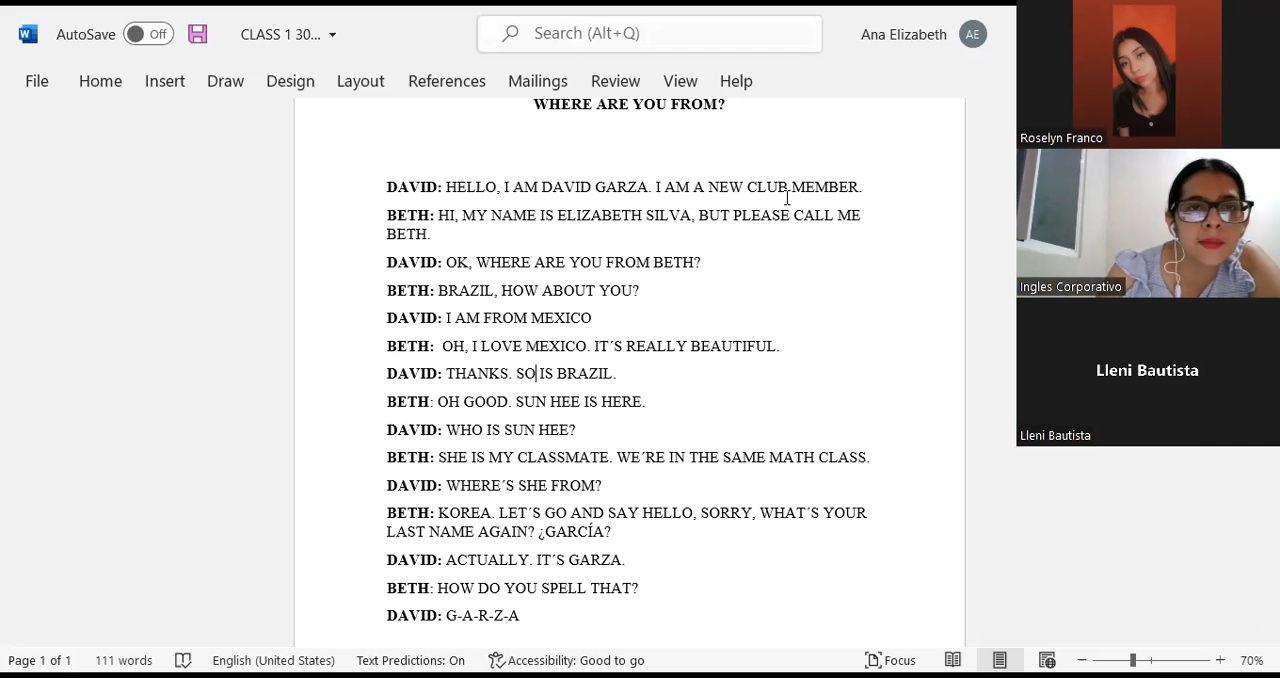 AutoSave Off CLASS 1 30... Search (Alt+Q) Ana Elizabeth AE
File Home Insert Draw Design Layout References Mailings Review View Help
WHERE ARE YOU FROM?
DAVID: HELLO, I AM DAVID GARZA. I AM A NEW CLUB MEMBER.
BETH: HI, MY NAME IS ELIZABETH SILVA, BUT PLEASE CALL ME
BETH.
DAVID: OK, WHERE ARE YOU FROM BETH?
BETH: BRAZIL, HOW ABOUT YOU?
DAVID: I AM FROM MEXICO
BETH: OH, I LOVE MEXICO. IT´S REALLY BEAUTIFUL.
DAVID: THANKS. SO IS BRAZIL.
BETH: OH GOOD. SUN HEE IS HERE.
DAVID: WHO IS SUN HEE?
BETH: SHE IS MY CLASSMATE. WE´RE IN THE SAME MATH CLASS.
DAVID: WHERE´S SHE FROM?
BETH: KOREA. LET´S GO AND SAY HELLO, SORRY, WHAT´S YOUR
LAST NAME AGAIN? ¿GARCÍA?
DAVID: ACTUALLY. IT´S GARZA.
BETH: HOW DO YOU SPELL THAT?
DAVID: G-A-R-Z-A
Page 1 of 1 111 words English (United States) Text Predictions: On Accessibility: Good to go Focus 70%
Roselyn Franco
Ingles Corporativo
Lleni Bautista
Lleni Bautista